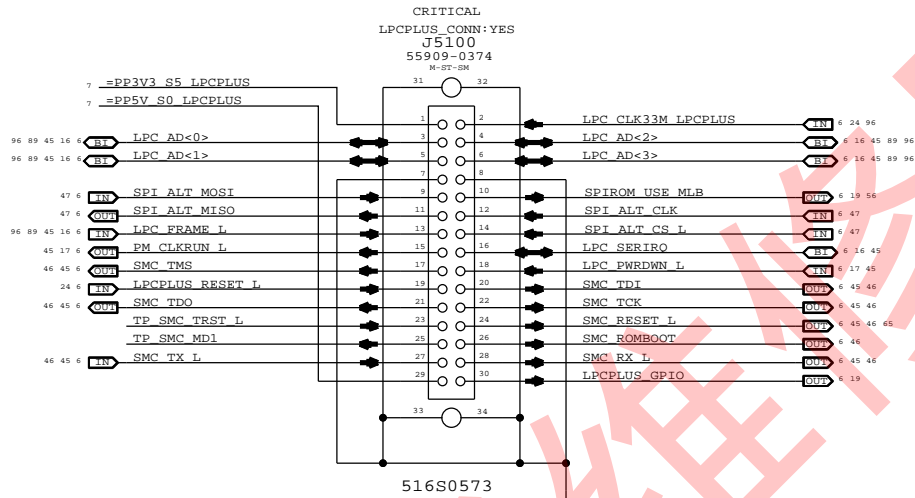 CRITICAL
LPCPLUS_CONN:YES
J5100
55909-0374
M-ST-SM
31 32
7 =PP3V3_S5_LPCPLUS
7 =PP5V_S0_LPCPLUS
1 2 LPC_CLK33M_LPCPLUS IN 6 24 96
96 89 45 16 6 BI LPC_AD<0> 3 4 LPC_AD<2> BI 6 16 45 89 96
96 89 45 16 6 BI LPC_AD<1> 5 6 LPC_AD<3> BI 6 16 45 89 96
7 8
47 6 IN SPI_ALT_MOSI 9 10 SPIROM_USE_MLB OUT 6 19 56
47 6 OUT SPI_ALT_MISO 11 12 SPI_ALT_CLK IN 6 47
96 89 45 16 6 IN LPC_FRAME_L 13 14 SPI_ALT_CS_L IN 6 47
45 17 6 OUT PM_CLKRUN_L 15 16 LPC_SERIRQ BI 6 16 45
46 45 6 OUT SMC_TMS 17 18 LPC_PWRDWN_L IN 6 17 45
24 6 IN LPCPLUS_RESET_L 19 20 SMC_TDI OUT 6 45 46
46 45 6 OUT SMC_TDO 21 22 SMC_TCK OUT 6 45 46
TP_SMC_TRST_L 23 24 SMC_RESET_L OUT 6 45 46 65
TP_SMC_MD1 25 26 SMC_ROMBOOT OUT 6 46
46 45 6 IN SMC_TX_L 27 28 SMC_RX_L OUT 6 45 46
29 30 LPCPLUS_GPIO OUT 6 19
33 34
516S0573
维修